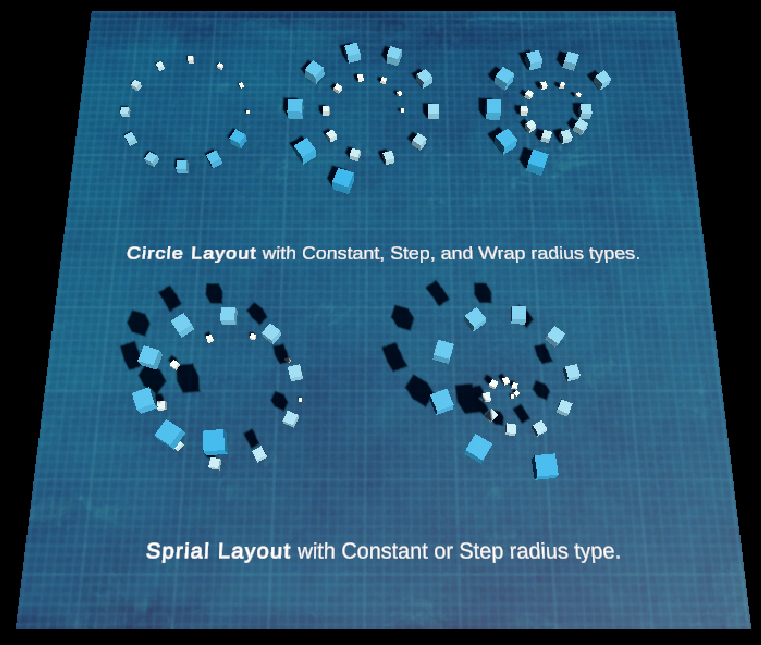 Circle Layout with Constant, Step, and Wrap radius types.
Sprial Layout with Constant or Step radius type.